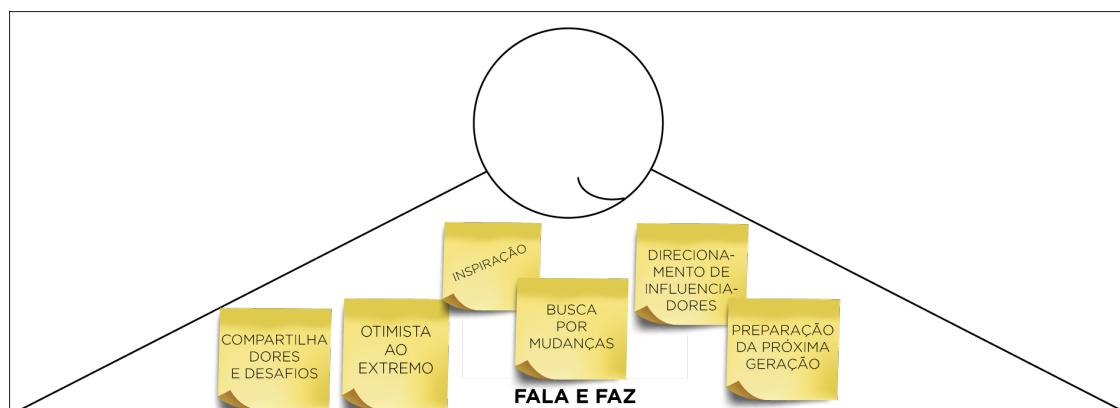 INSPIRAÇÃO
DIRECIONA-
MENTO DE
INFLUENCIA-
DORES
COMPARTILHA
DORES
E DESAFIOS
OTIMISTA
AO
EXTREMO
BUSCA
POR
MUDANÇAS
PREPARAÇÃO
DA PRÓXIMA
GERAÇÃO
FALA E FAZ